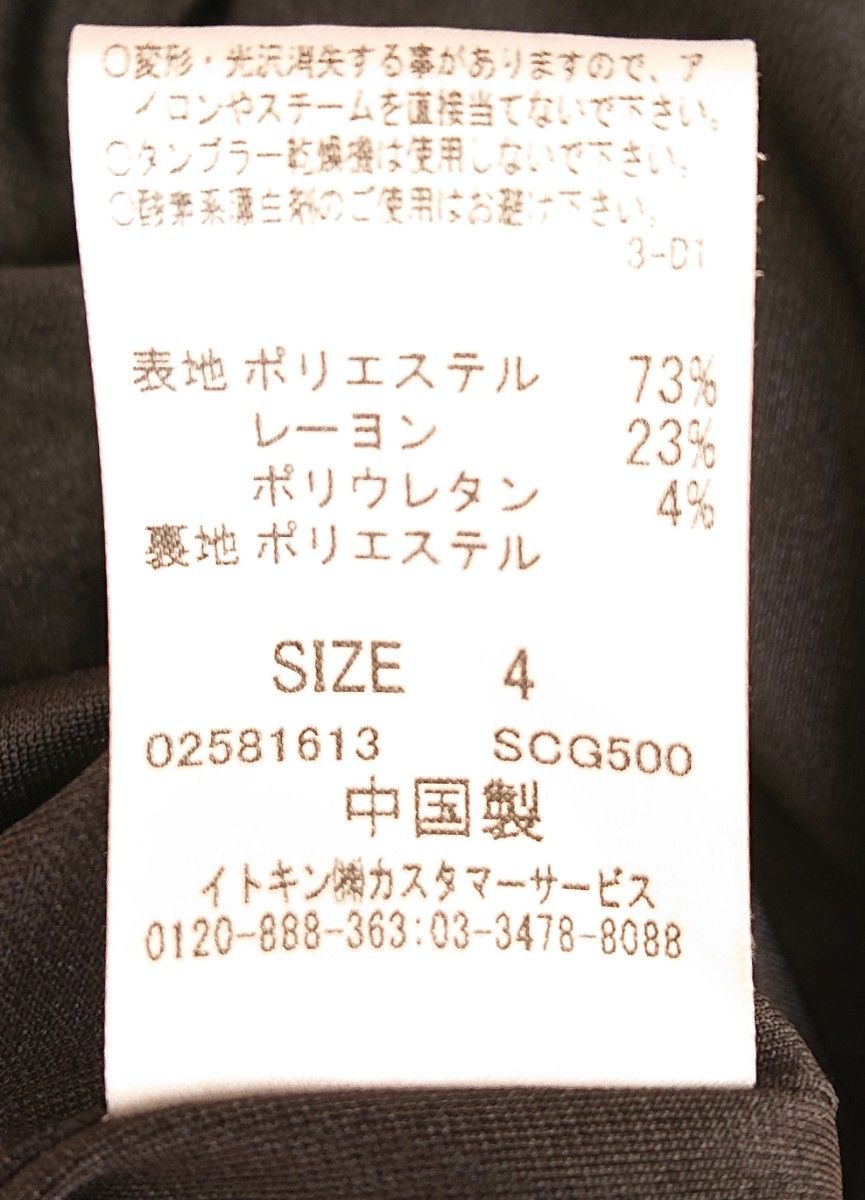 ○変形・光沢消失する事がありますので、ア
イロンやスチームを直接当てないで下さい。
○タンブラー乾燥機は使用しないで下さい。
○酵素系漂白剤のご使用はお避け下さい。
3-D1
表地 ポリエステル 73%
レーヨン 23%
ポリウレタン 4%
裏地 ポリエステル
SIZE 4
02581613 SCG500
中国製
イトキン㈱カスタマーサービス
0120-888-363:03-3478-8088